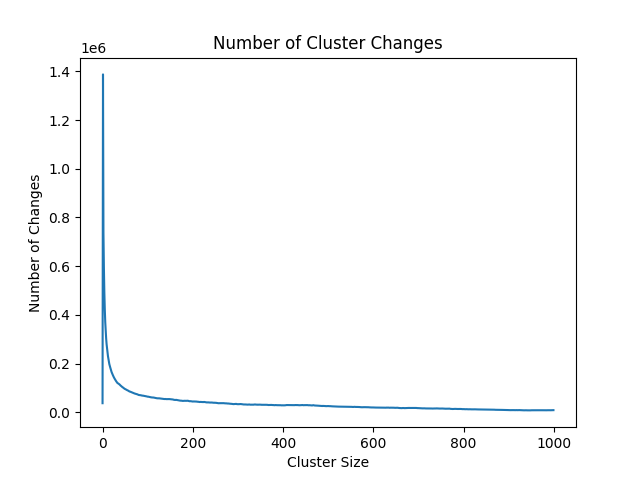 Number of Cluster Changes
1e6
1.4
1.2
1.0
0.8
0.6
0.4
0.2
0.0
Number of Changes
0 200 400 600 800 1000
Cluster Size